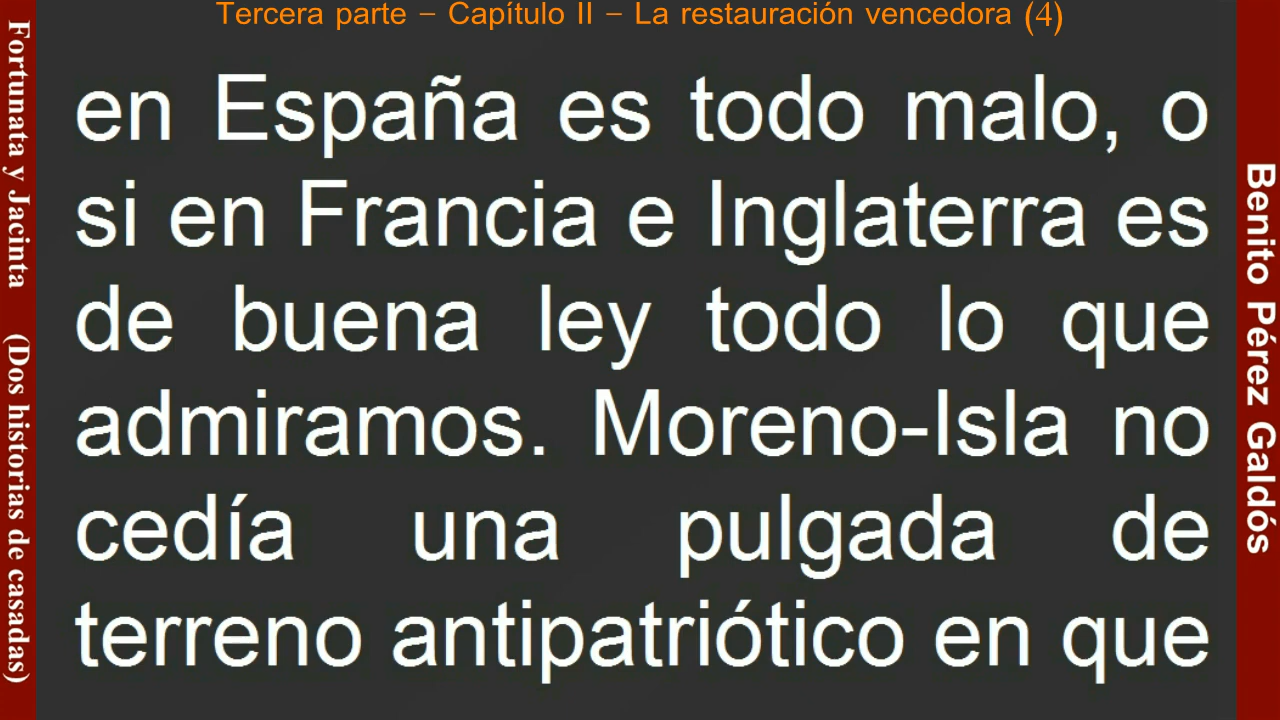 Tercera parte – Capítulo II – La restauración vencedora (4)
en España es todo malo, o
si en Francia e Inglaterra es
de buena ley todo lo que
admiramos. Moreno-Isla no
cedía una pulgada de
terreno antipatriótico en que
Fortunata y Jacinta (Dos historias de casadas)
Benito Pérez Galdós